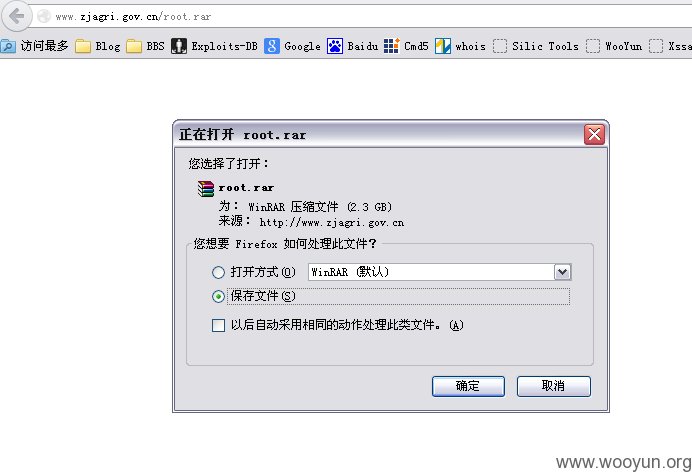 www.zjagri.gov.cn/root.rar
访问最多 Blog BBS Exploits-DB Google Baidu Cmd5 whois Silic Tools WooYun Xssa
正在打开 root.rar
您选择了打开：
root.rar
为： WinRAR 压缩文件 (2.3 GB)
来源： http://www.zjagri.gov.cn
您想要 Firefox 如何处理此文件？
打开方式(O) WinRAR (默认)
保存文件(S)
以后自动采用相同的动作处理此类文件。(A)
确定 取消
www.wooyun.org